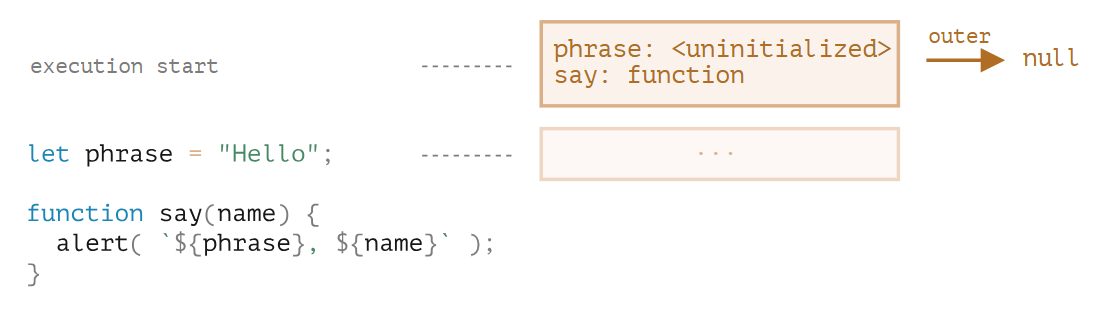 execution start ---------
phrase: <uninitialized>
say: function
outer
null
let phrase = "Hello"; ---------
...
function say(name) {
  alert( `${phrase}, ${name}` );
}